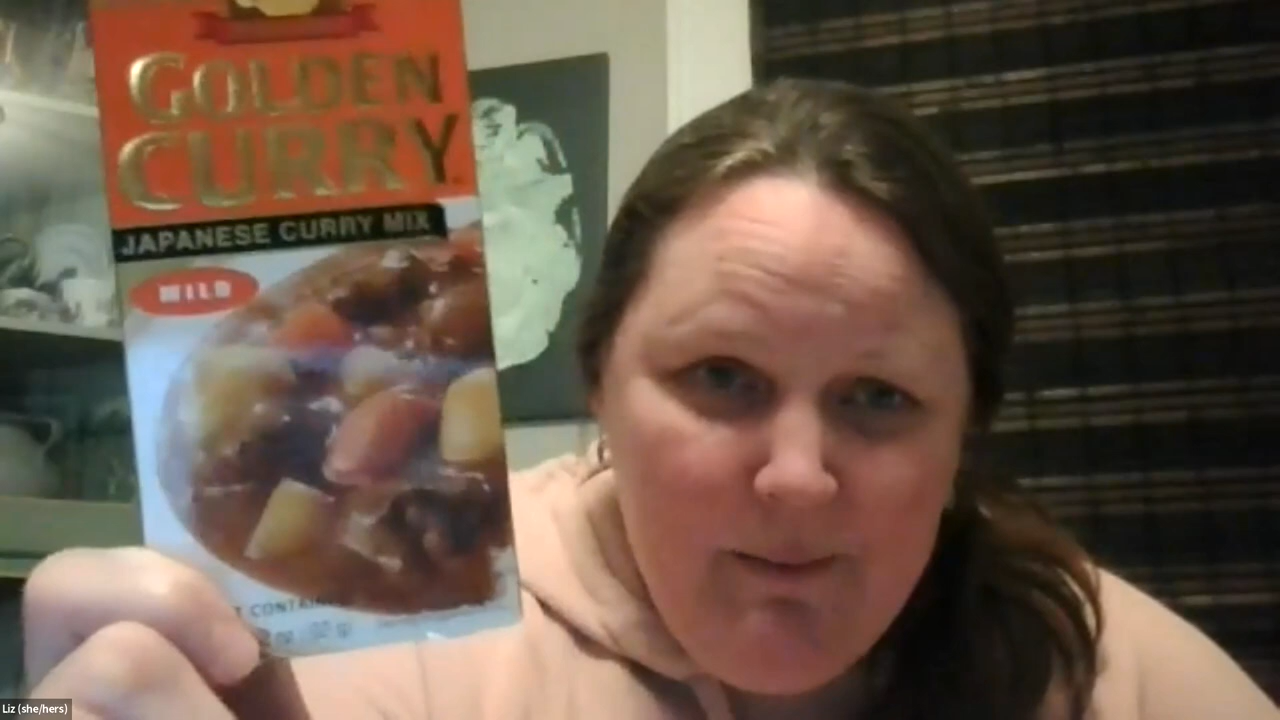 GOLDEN
CURRY
JAPANESE CURRY MIX
MILD
Liz (she/hers)